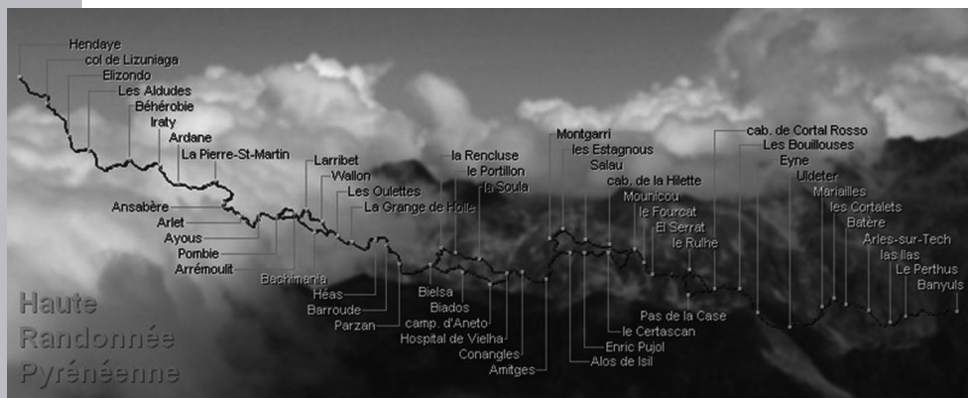 Hendaye
col de Lizuniaga
Elizondo
Les Aldudes
Béhérobie
Iraty
Ardane
La Pierre-St-Martin
Ansabère
Arlet
Ayous
Pombie
Arrémoulit
Larribet
Wallon
Les Oulettes
La Grange de Holle
Bachimania
Héas
Barroude
Parzan
la Rencluse
le Portillon
la Soula
Bielsa
Biados
camp. d'Aneto
Hospital de Vielha
Conangles
Amitges
Montgarri
les Estagnous
Salau
cab. de la Hilette
Mounicou
le Fourcat
El Serrat
le Rulhe
Pas de la Case
le Certascan
Enric Pujol
Alos de Isil
cab. de Cortal Rosso
Les Bouillouses
Eyne
Ulldeter
Mariailles
les Cortalets
Batère
Arles-sur-Tech
las Illas
Le Perthus
Banyuls
Haute
Randonnée
Pyrénéenne